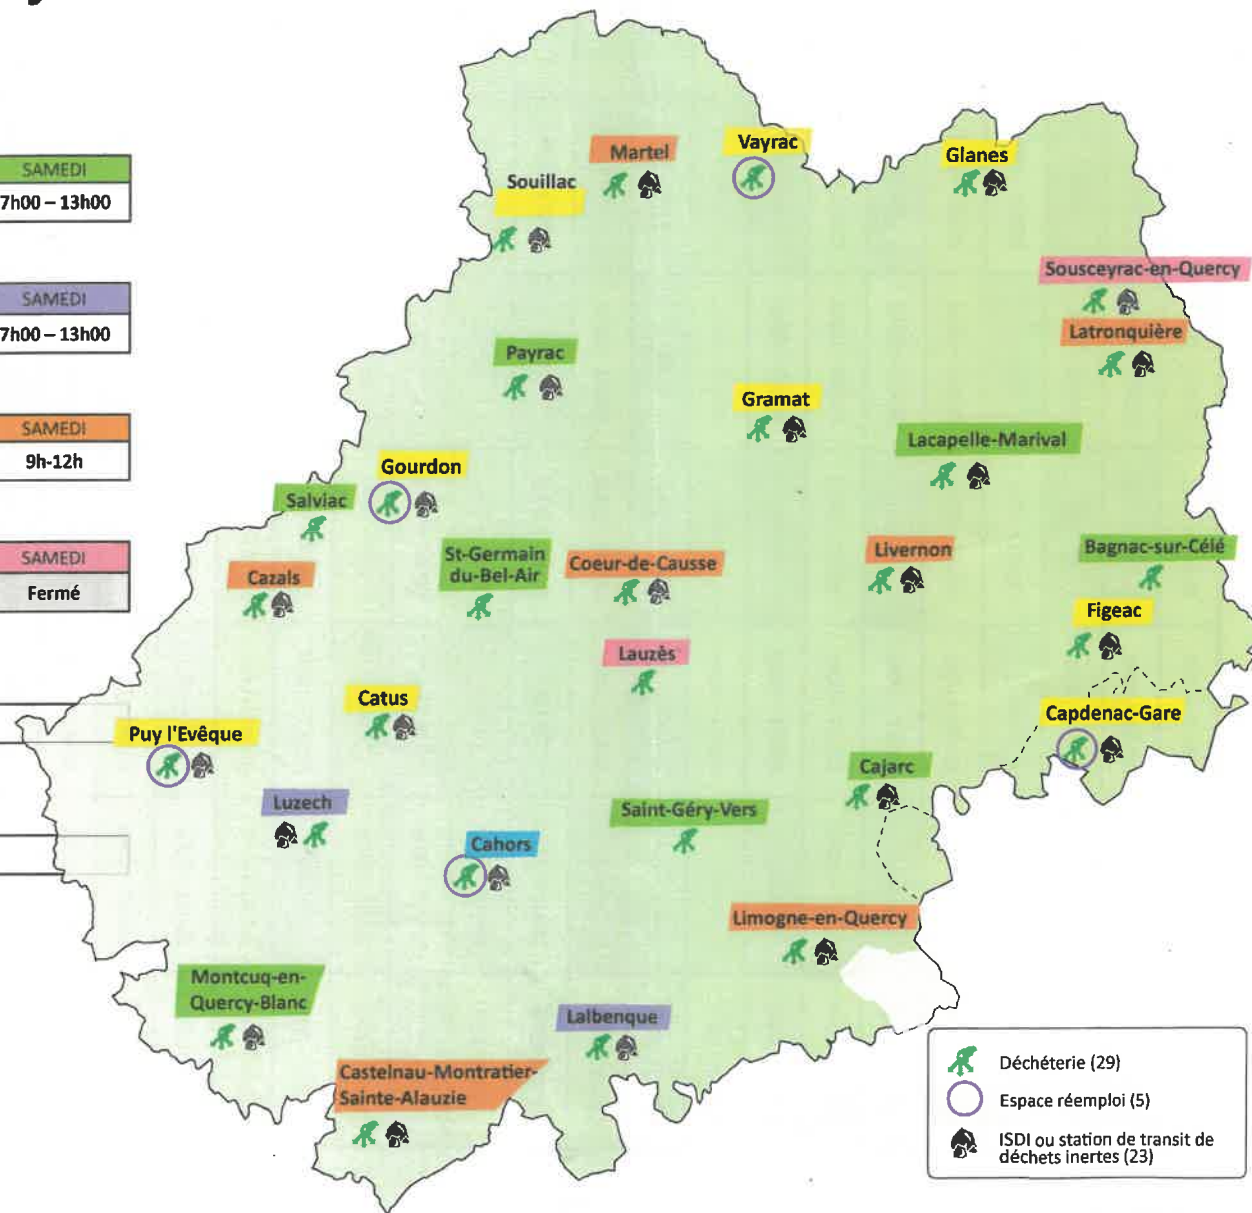 SAMEDI
7h00 – 13h00
SAMEDI
7h00 – 13h00
SAMEDI
9h-12h
SAMEDI
Fermé
Martel
Vayrac
Glanes
Souillac
Sousceyrac-en-Quercy
Latronquière
Payrac
Gramat
Lacapelle-Marival
Gourdon
Salviac
St-Germain
du-Bel-Air
Coeur-de-Causse
Livernon
Bagnac-sur-Célé
Cazals
Figeac
Lauzès
Catus
Puy l'Evêque
Capdenac-Gare
Cajarc
Luzech
Saint-Géry-Vers
Cahors
Limogne-en-Quercy
Montcuq-en-
Quercy-Blanc
Lalbenque
Castelnau-Montratier-
Sainte-Alauzie
Déchéterie (29)
Espace réemploi (5)
ISDI ou station de transit de
déchets inertes (23)